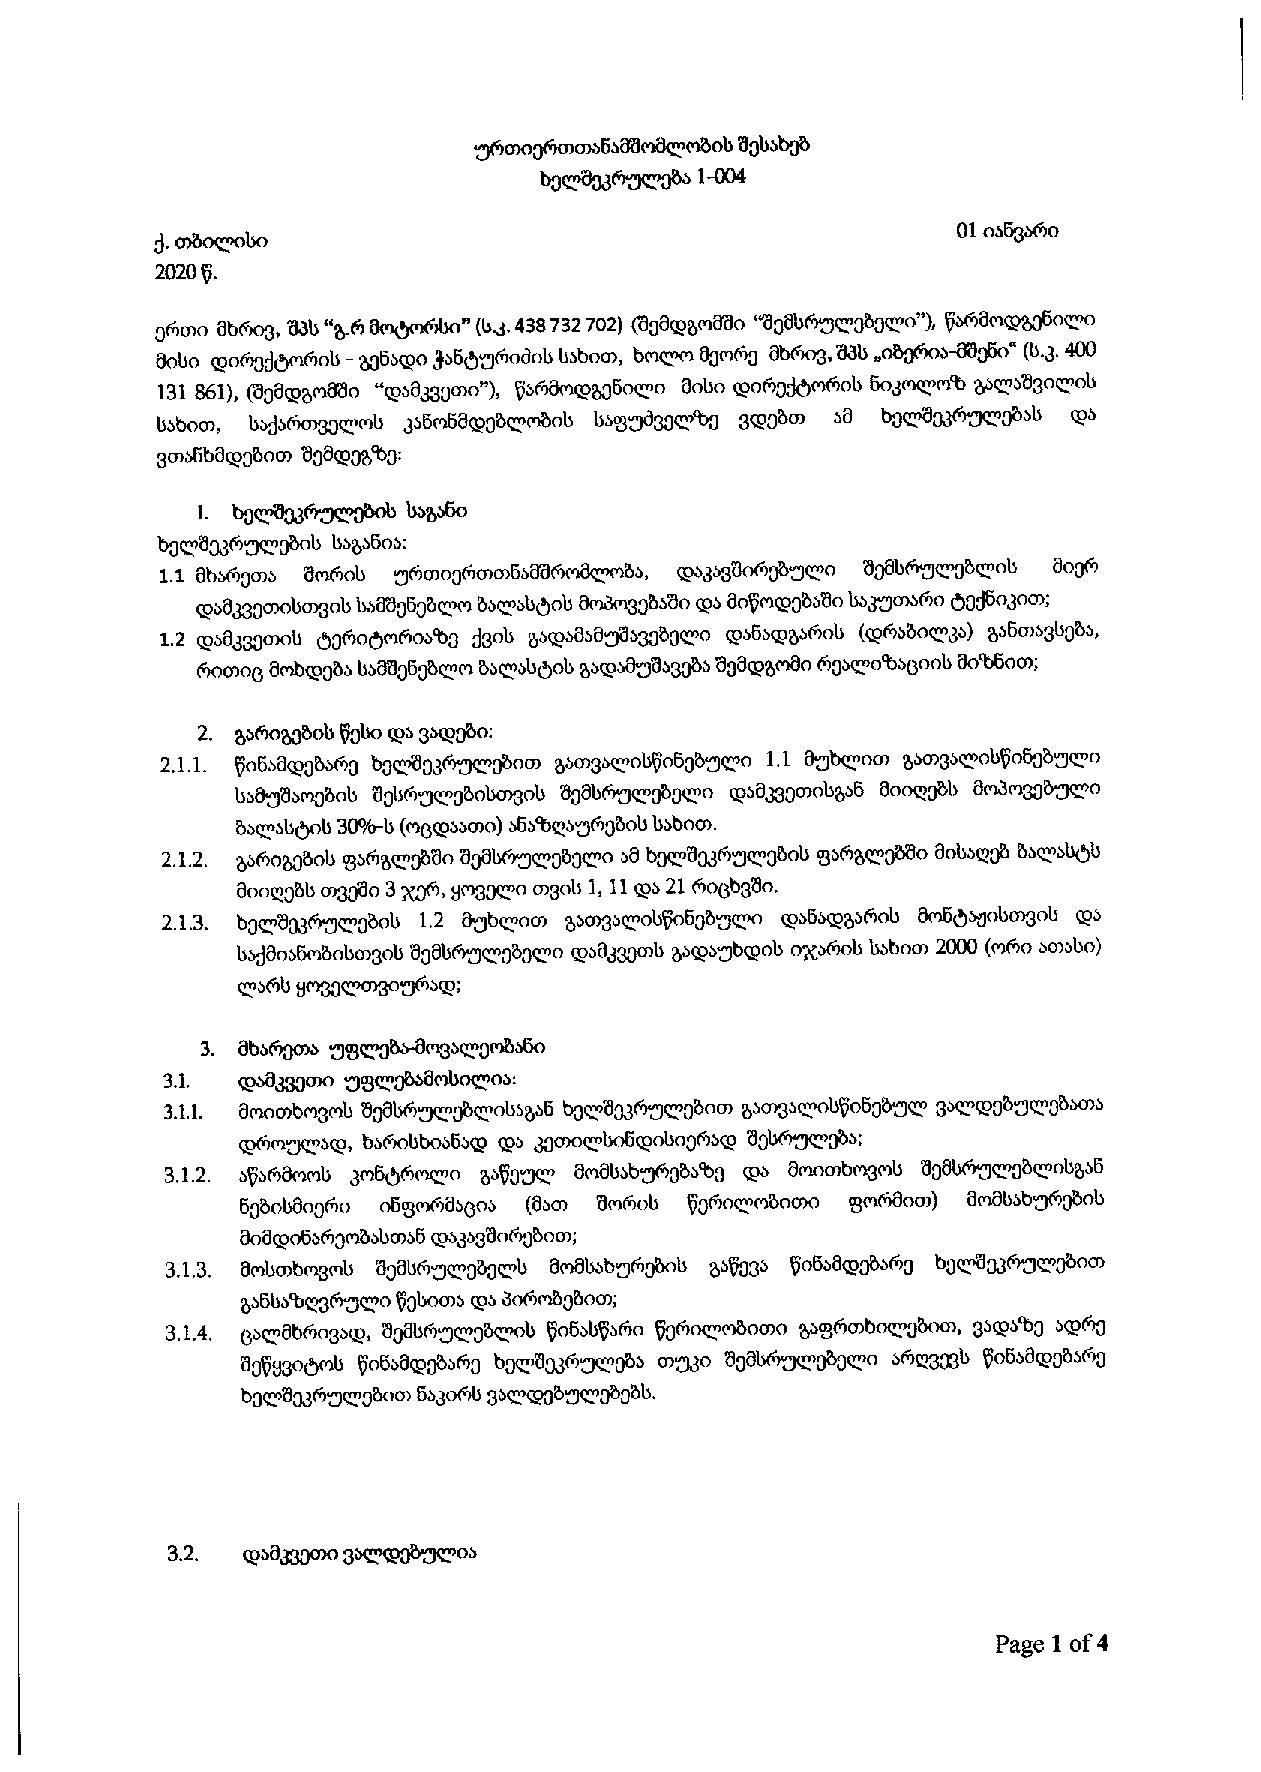 ურთიერთთანამშომლობის შესახებ
ხელშეკრულება 1-004
ქ. თბილისი 01 იანვარი
2020 წ.
ერთი მხრივ, შპს “გ.რ მოტორსი” (ს.კ. 438 732 702) (შემდგომში “შემსრულებელი”), წარმოდგენილი
მისი დირექტორის – გენადი ჭანტურიძის სახით, ხოლო მეორე მხრივ, შპს „იბერია-მშენი“ (ს.კ. 400
131 861), (შემდგომში “დამკვეთი”), წარმოდგენილი მისი დირექტორის ნიკოლოზ გალაშვილის
სახით, საქართველოს კანონმდებლობის საფუძველზე ვდებთ ამ ხელშეკრულებას და
ვთანხმდებით შემდეგზე:
1. ხელშეკრულების საგანი
ხელშეკრულების საგანია:
1.1 მხარეთა შორის ურთიერთთნამშრომლობა, დაკავშირებული შემსრულებლის მიერ
დამკვეთისთვის სამშენებლო ბალასტის მოპოვებაში და მიწოდებაში საკუთარი ტექნიკით;
1.2 დამკვეთის ტერიტორიაზე ქვის გადამამუშავებელი დანადგარის (დრაბილკა) განთავსება,
რითიც მოხდება სამშენებლო ბალასტის გადამუშავება შემდგომი რეალიზაციის მიზნით;
2. გარიგების წესი და ვადები:
2.1.1. წინამდებარე ხელშეკრულებით გათვალისწინებული 1.1 მუხლით გათვალისწინებული
სამუშაოების შესრულებისთვის შემსრულებელი დამკვეთისგან მიიღებს მოპოვებული
ბალასტის 30%-ს (ოცდაათი) ანაზღაურების სახით.
2.1.2. გარიგების ფარგლებში შემსრულებელი ამ ხელშეკრულების ფარგლებში მისაღებ ბალასტს
მიიღებს თვეში 3 ჯერ, ყოველი თვის 1, 11 და 21 რიცხვში.
2.1.3. ხელშეკრულების 1.2 მუხლით გათვალისწინებული დანადგარის მონტაჟისთვის და
საქმიანობისთვის შემსრულებელი დამკვეთს გადაუხდის იჯარის სახით 2000 (ორი ათასი)
ლარს ყოველთვიურად;
3. მხარეთა უფლება-მოვალეობანი
3.1. დამკვეთი უფლებამოსილია:
3.1.1. მოითხოვოს შემსრულებლისაგან ხელშეკრულებით გათვალისწინებულ ვალდებულებათა
დროულად, ხარისხიანად და კეთილსინდისიერად შესრულება;
3.1.2. აწარმოოს კონტროლი გაწეულ მომსახურებაზე და მოითხოვოს შემსრულებლისგან
ნებისმიერი ინფორმაცია (მათ შორის წერილობითი ფორმით) მომსახურების
მიმდინარეობასთან დაკავშირებით;
3.1.3. მოსთხოვოს შემსრულებელს მომსახურების გაწევა წინამდებარე ხელშეკრულებით
განსაზღვრული წესითა და პირობებით;
3.1.4. ცალმხრივად, შემსრულებლის წინასწარი წერილობითი გაფრთხილებით, ვადაზე ადრე
შეწყვიტოს წინამდებარე ხელშეკრულება თუკი შემსრულებელი არღვევს წინამდებარე
ხელშეკრულებით ნაკირს ვალდებულებებს.
3.2. დამკვეთი ვალდებულია
Page 1 of 4